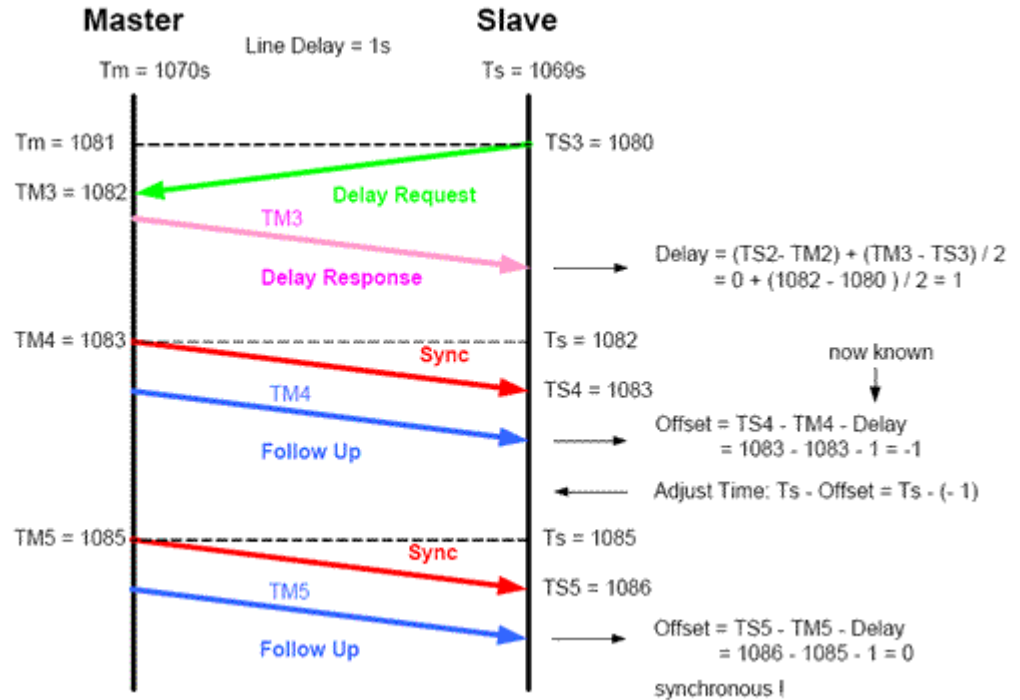 Master
Slave
Line Delay = 1s
Tm = 1070s
Ts = 1069s
Tm = 1081
TS3 = 1080
TM3 = 1082
Delay Request
TM3
Delay Response
Delay = (TS2- TM2) + (TM3 - TS3) / 2
= 0 + (1082 - 1080 ) / 2 = 1
TM4 = 1083
Ts = 1082
Sync
now known
TM4
TS4 = 1083
Follow Up
Offset = TS4 - TM4 - Delay
= 1083 - 1083 - 1 = -1
Adjust Time: Ts - Offset = Ts - (- 1)
TM5 = 1085
Ts = 1085
Sync
TM5
TS5 = 1086
Follow Up
Offset = TS5 - TM5 - Delay
= 1086 - 1085 - 1 = 0
synchronous !